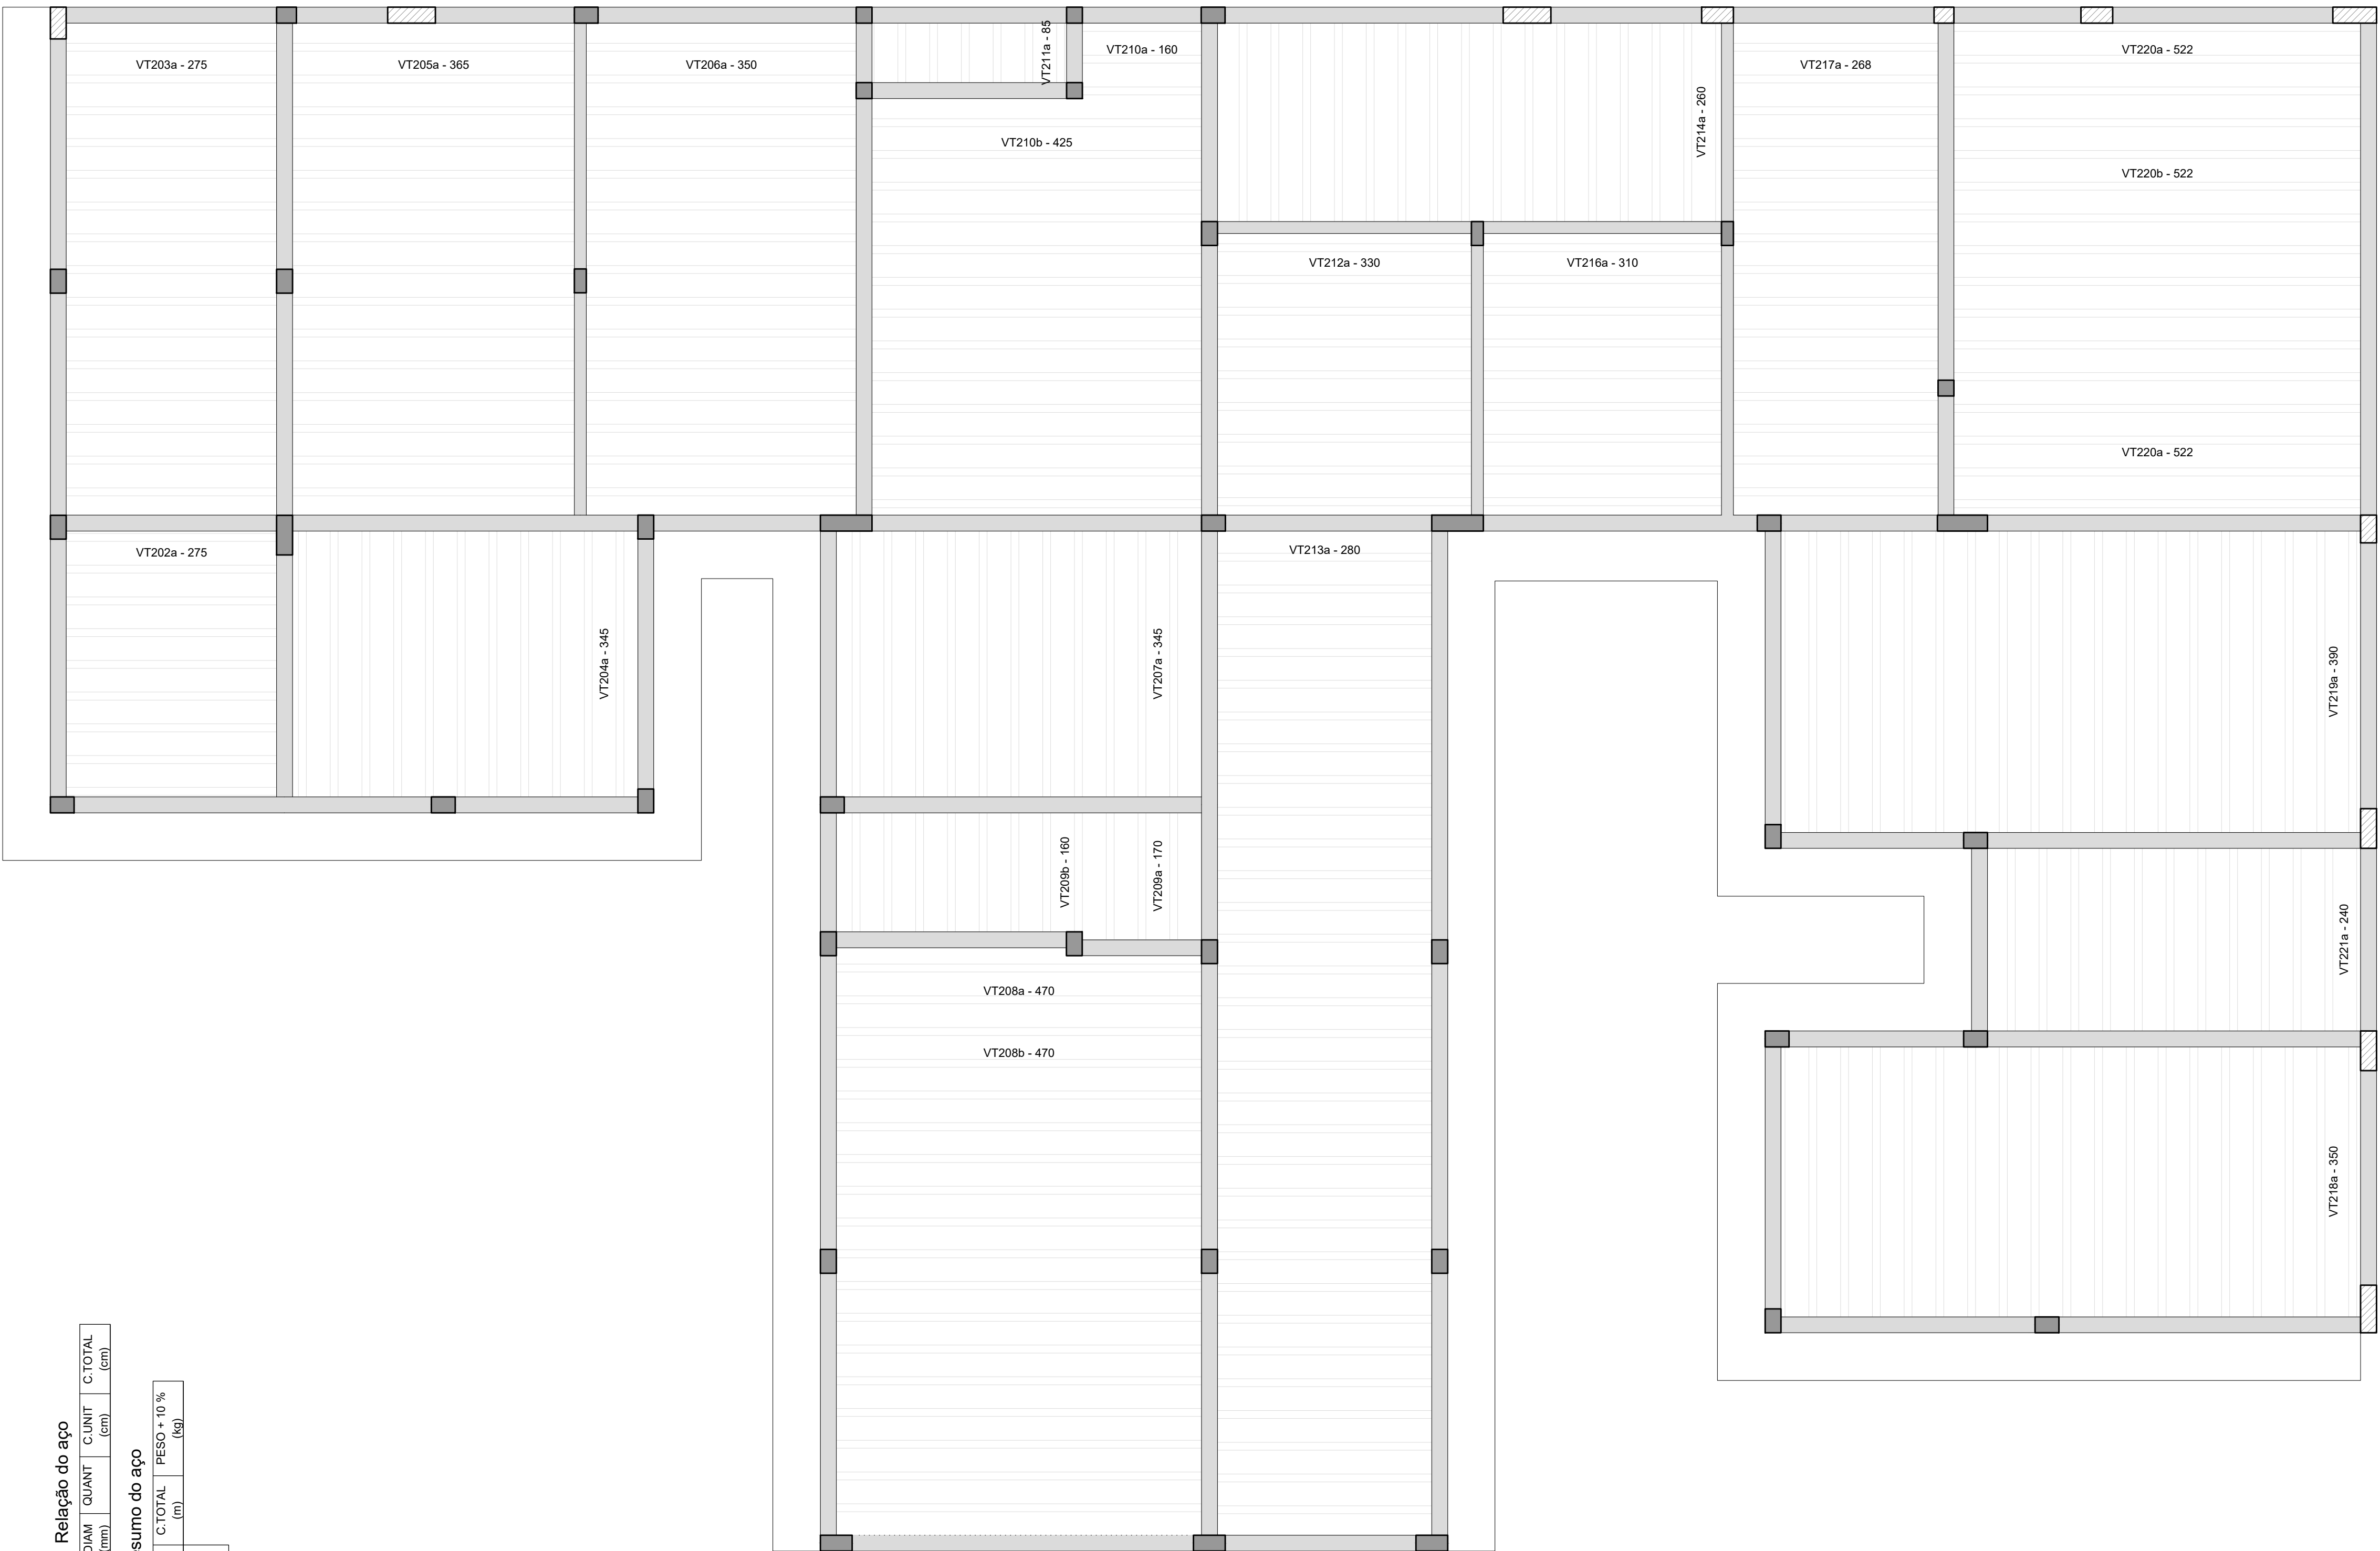 VT203a - 275
VT205a - 365
VT206a - 350
VT211a - 85
VT210a - 160
VT210b - 425
VT214a - 260
VT217a - 268
VT220a - 522
VT220b - 522
VT212a - 330
VT216a - 310
VT220a - 522
VT202a - 275
VT204a - 345
VT207a - 345
VT213a - 280
VT219a - 390
VT209b - 160
VT209a - 170
VT221a - 240
VT208a - 470
VT208b - 470
VT218a - 350
Relação do aço
DIAM QUANT C.UNIT C.TOTAL
(mm) (cm) (cm)
sumo do aço
C.TOTAL PESO + 10 %
(m) (kg)